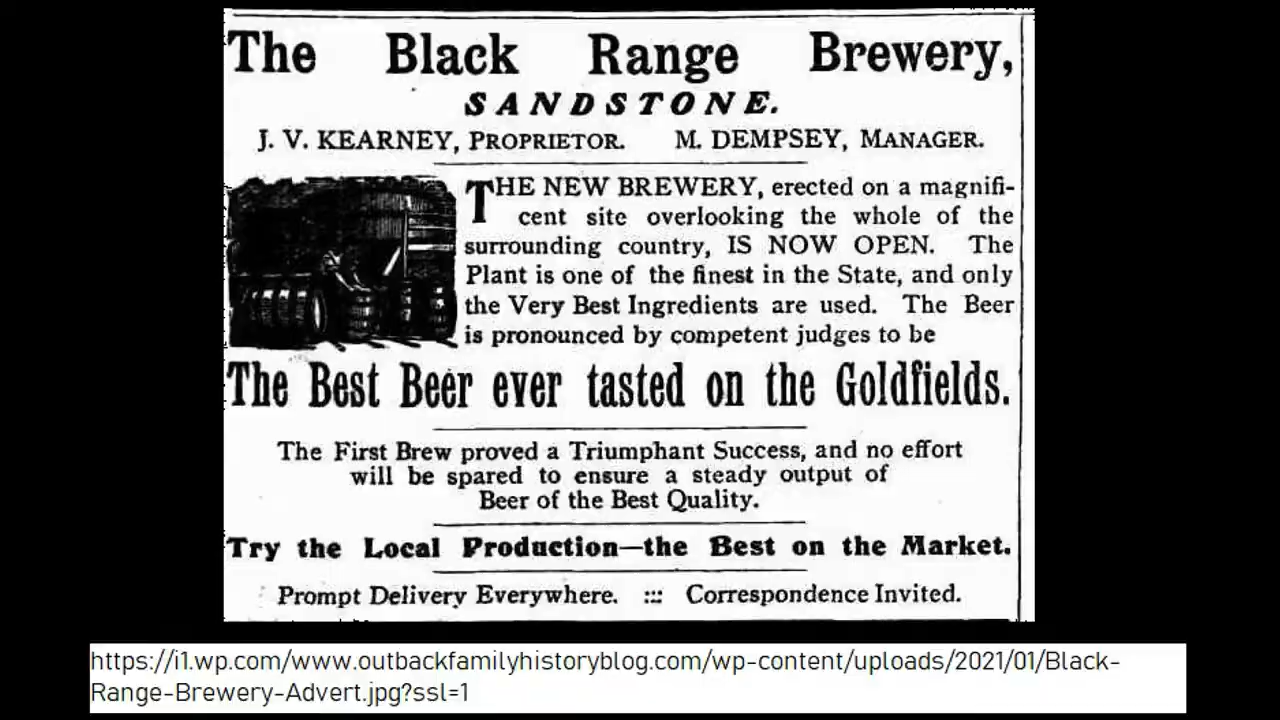 The Black Range Brewery,
SANDSTONE.
J. V. KEARNEY, PROPRIETOR. M. DEMPSEY, MANAGER.
THE NEW BREWERY, erected on a magnifi-
cent site overlooking the whole of the
surrounding country, IS NOW OPEN. The
Plant is one of the finest in the State, and only
the Very Best Ingredients are used. The Beer
is pronounced by competent judges to be
The Best Beer ever tasted on the Goldfields.
The First Brew proved a Triumphant Success, and no effort
will be spared to ensure a steady output of
Beer of the Best Quality.
Try the Local Production—the Best on the Market.
Prompt Delivery Everywhere. ::: Correspondence Invited.
https://i1.wp.com/www.outbackfamilyhistoryblog.com/wp-content/uploads/2021/01/Black-
Range-Brewery-Advert.jpg?ssl=1